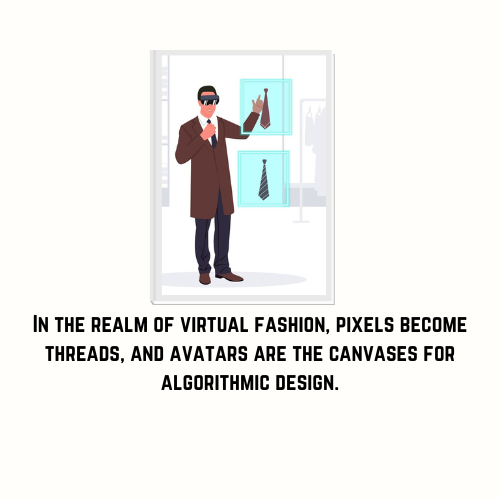 In the realm of virtual fashion, pixels become
threads, and avatars are the canvases for
algorithmic design.